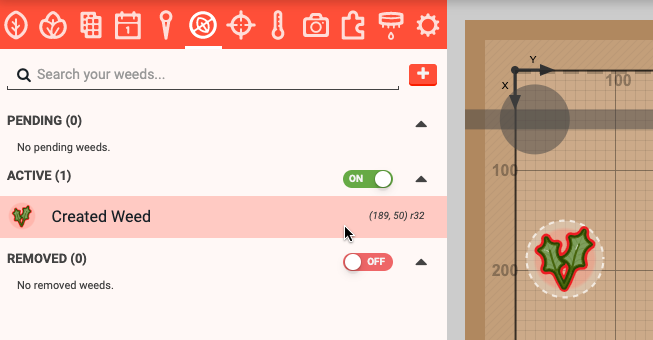 1
Search your weeds...
+
PENDING (0)
No pending weeds.
ACTIVE (1)
ON
Created Weed
(189, 50) r32
REMOVED (0)
OFF
No removed weeds.
Y
X
100
100
200